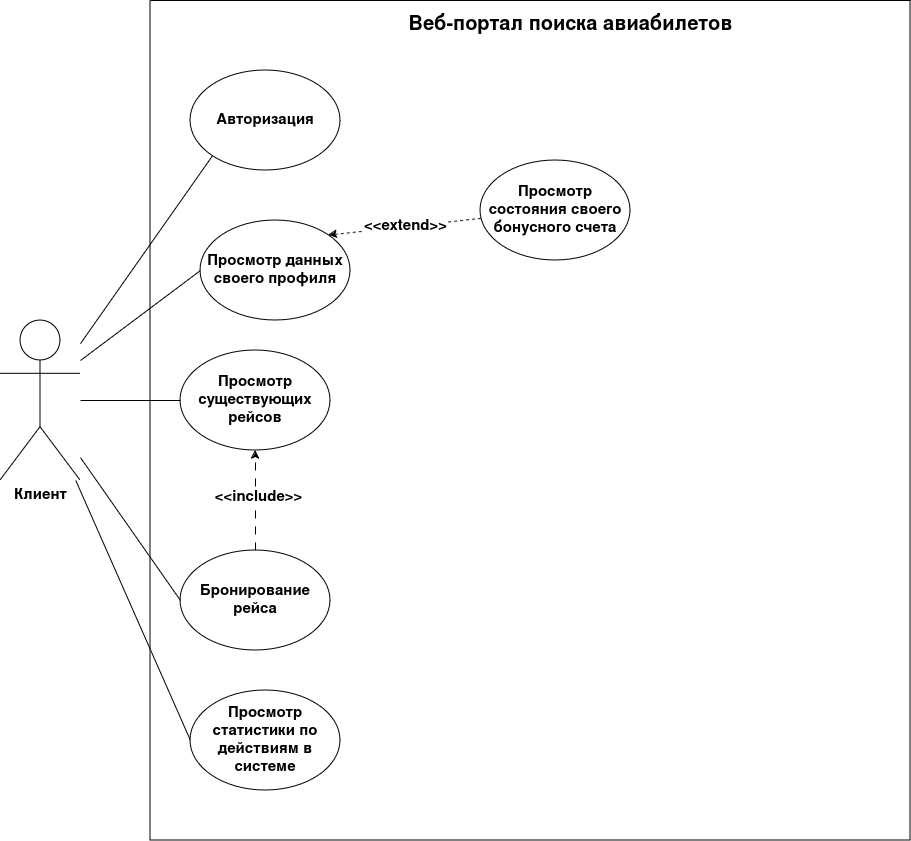 Веб-портал поиска авиабилетов
Авторизация
Просмотр
состояния своего
бонусного счета
<<extend>>
Просмотр данных
своего профиля
Просмотр
существующих
рейсов
Клиент
<<include>>
Бронирование
рейса
Просмотр
статистики по
действиям в
системе